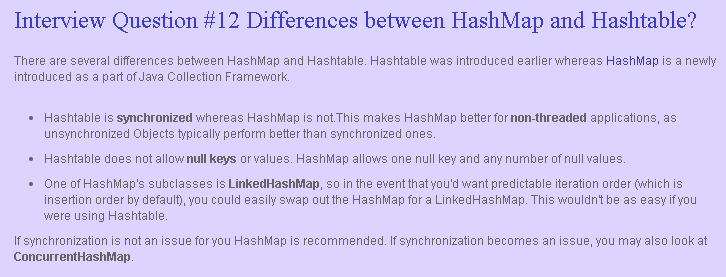 Interview Question #12 Differences between HashMap and Hashtable?
There are several differences between HashMap and Hashtable. Hashtable was introduced earlier whereas HashMap is a newly
introduced as a part of Java Collection Framework.
• Hashtable is synchronized whereas HashMap is not.This makes HashMap better for non-threaded applications, as
unsynchronized Objects typically perform better than synchronized ones.
• Hashtable does not allow null keys or values. HashMap allows one null key and any number of null values.
• One of HashMap's subclasses is LinkedHashMap, so in the event that you'd want predictable iteration order (which is
insertion order by default), you could easily swap out the HashMap for a LinkedHashMap. This wouldn't be as easy if you
were using Hashtable.
If synchronization is not an issue for you HashMap is recommended. If synchronization becomes an issue, you may also look at
ConcurrentHashMap.